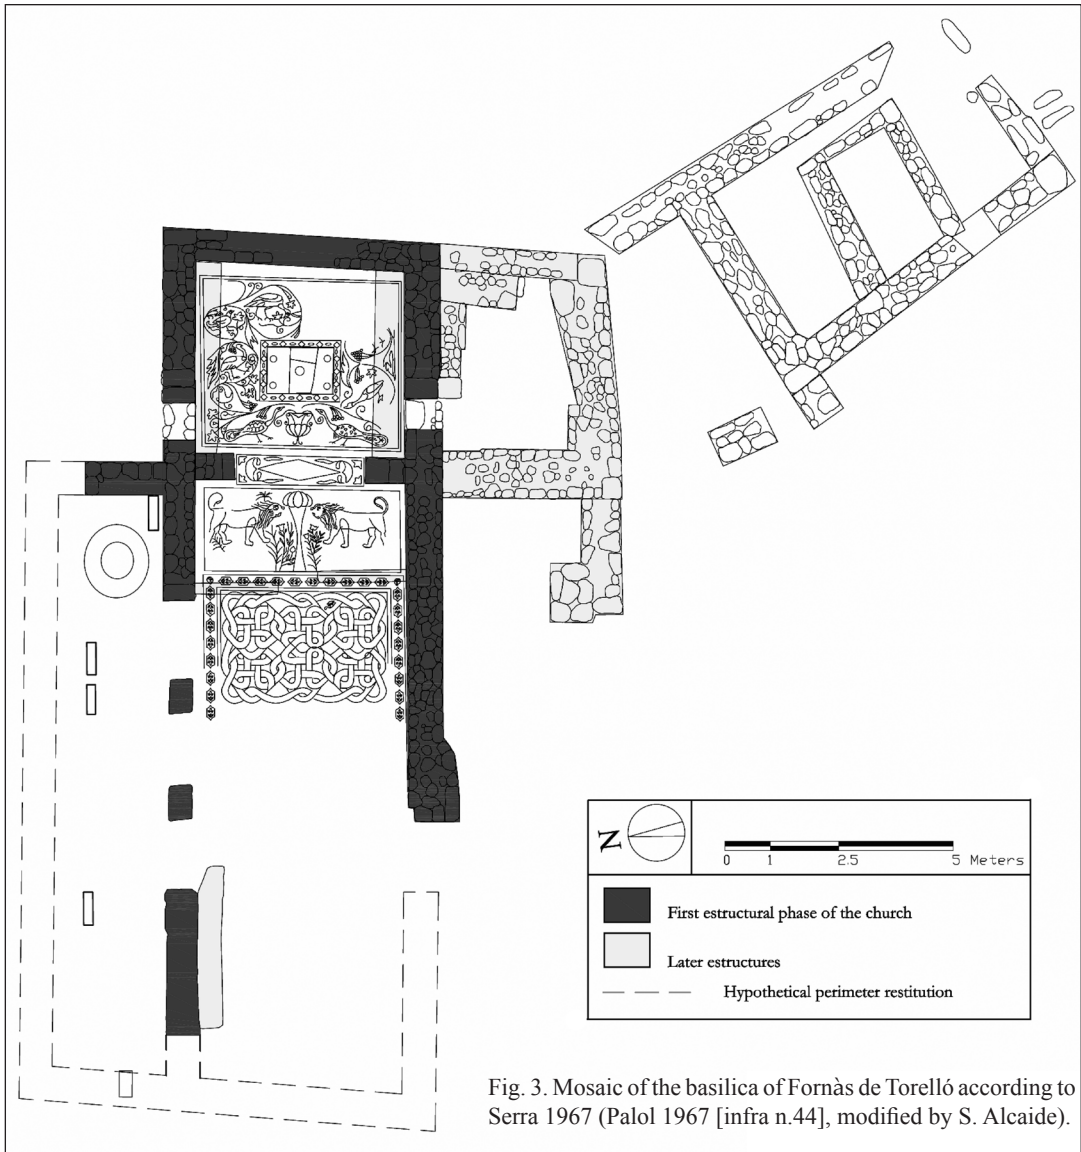 N
0 1 2.5 5 Meters
First estructural phase of the church
Later estructures
Hypothetical perimeter restitution
Fig. 3. Mosaic of the basilica of Fornàs de Torelló according to
Serra 1967 (Palol 1967 [infra n.44], modified by S. Alcaide).